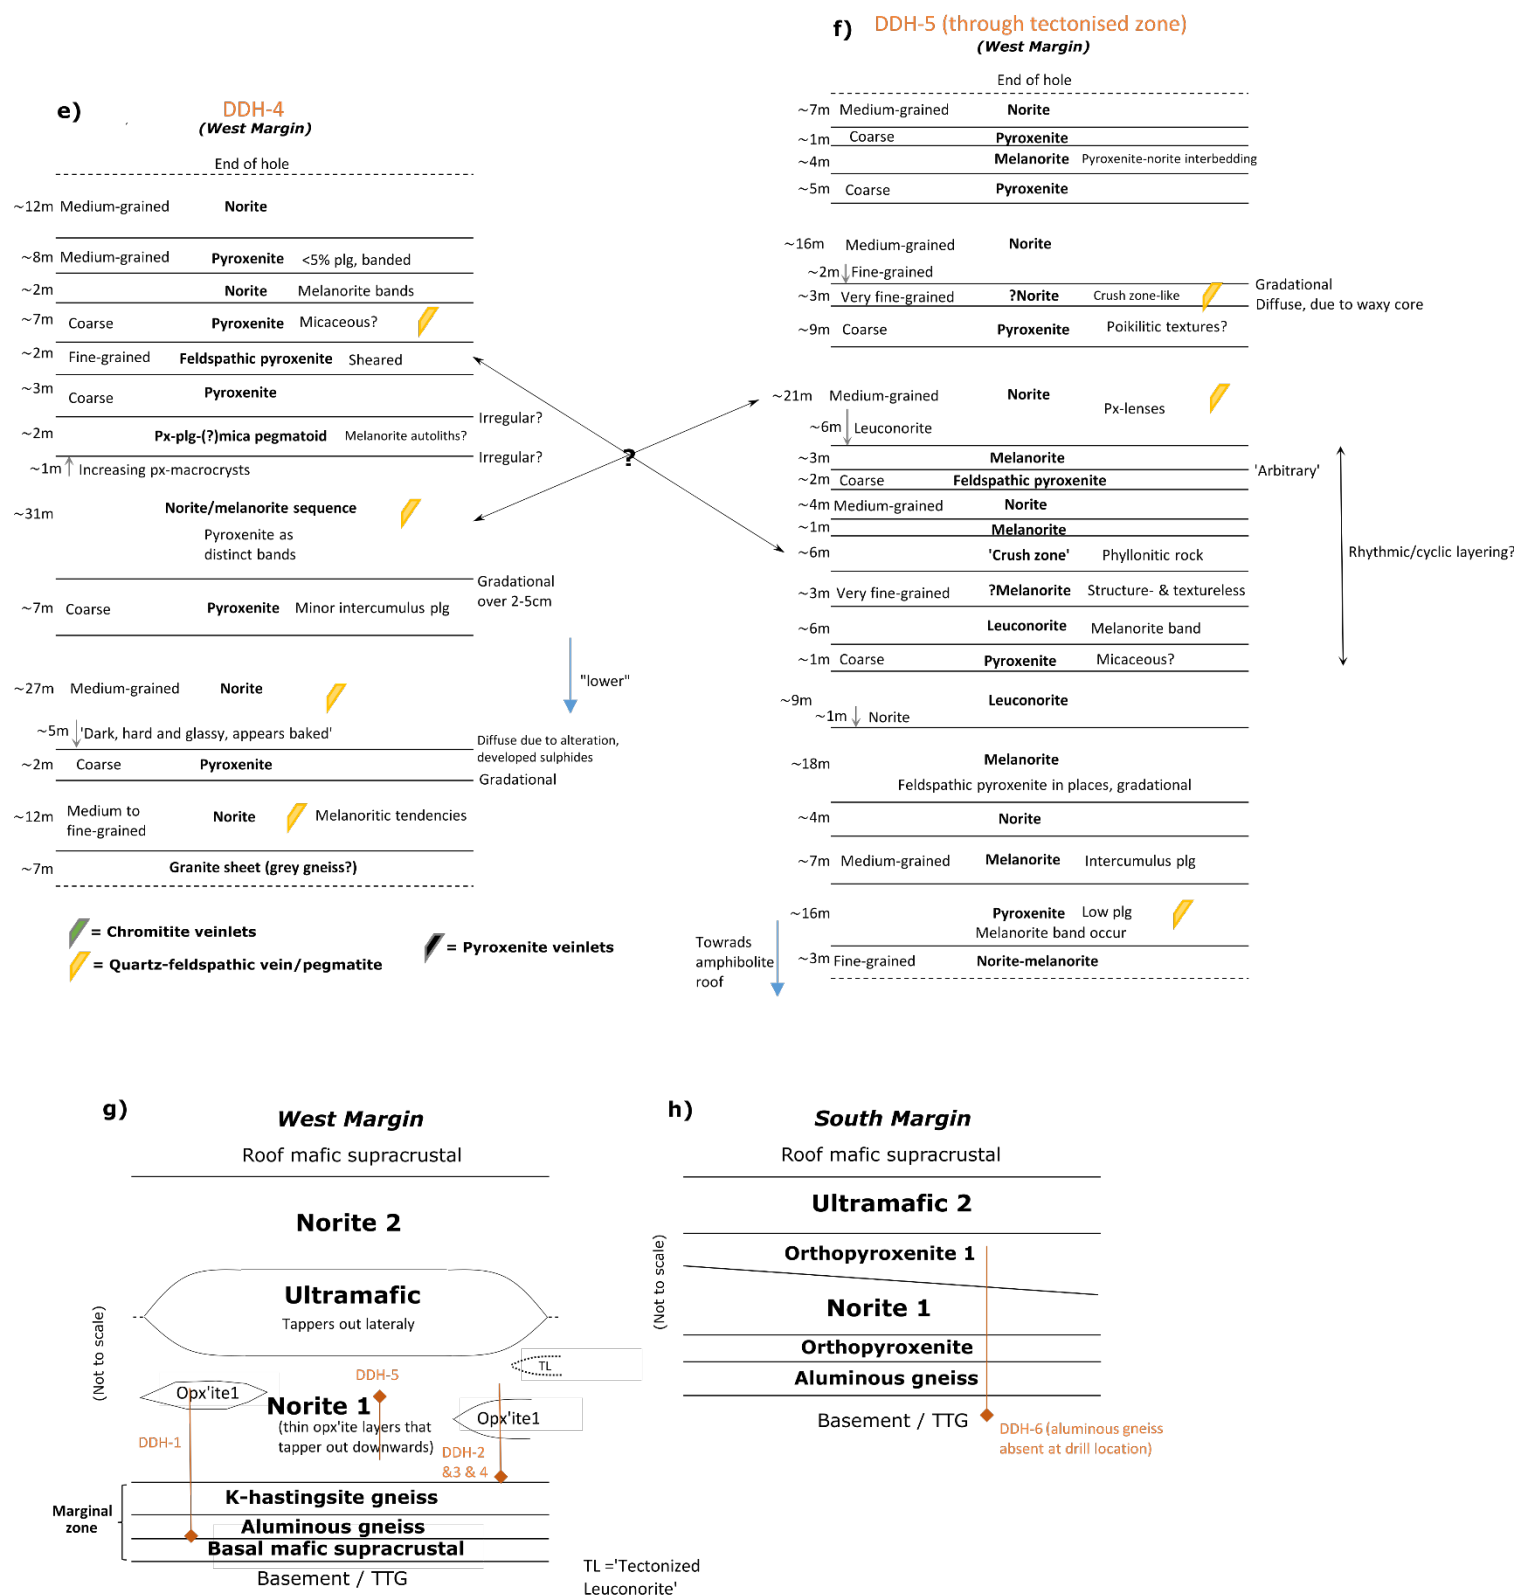 e)
DDH-4
(West Margin)
End of hole
~12m Medium-grained Norite
~8m Medium-grained Pyroxenite <5% plg, banded
~2m Norite Melanorite bands
~7m Coarse Pyroxenite Micaceous?
~2m Fine-grained Feldspathic pyroxenite Sheared
~3m Coarse Pyroxenite
Irregular?
~2m Px-plg-(?)mica pegmatoid Melanorite autoliths?
Irregular?
~1m Increasing px-macrocrysts
~31m Norite/melanorite sequence
Pyroxenite as
distinct bands
Gradational
over 2-5cm
~7m Coarse Pyroxenite Minor intercumulus plg
"lower"
~27m Medium-grained Norite
~5m 'Dark, hard and glassy, appears baked'
Diffuse due to alteration,
developed sulphides
~2m Coarse Pyroxenite
Gradational
~12m Medium to
fine-grained Norite Melanoritic tendencies
~7m Granite sheet (grey gneiss?)
= Chromitite veinlets
= Quartz-feldspathic vein/pegmatite
= Pyroxenite veinlets
?
f) DDH-5 (through tectonised zone)
(West Margin)
End of hole
~7m Medium-grained Norite
~1m Coarse Pyroxenite
~4m Melanorite Pyroxenite-norite interbedding
~5m Coarse Pyroxenite
~16m Medium-grained Norite
~2m Fine-grained
Gradational
~3m Very fine-grained ?Norite Crush zone-like
Diffuse, due to waxy core
~9m Coarse Pyroxenite Poikilitic textures?
~21m Medium-grained Norite Px-lenses
~6m Leuconorite
~3m Melanorite
'Arbitrary'
~2m Coarse Feldspathic pyroxenite
~4m Medium-grained Norite
~1m Melanorite
~6m 'Crush zone' Phyllonitic rock
Rhythmic/cyclic layering?
~3m Very fine-grained ?Melanorite Structure- & textureless
~6m Leuconorite Melanorite band
~1m Coarse Pyroxenite Micaceous?
~9m Leuconorite
~1m Norite
~18m Melanorite
Feldspathic pyroxenite in places, gradational
~4m Norite
~7m Medium-grained Melanorite Intercumulus plg
~16m Pyroxenite Low plg
Melanorite band occur
Towrads
amphibolite
roof
~3m Fine-grained Norite-melanorite
g) West Margin
Roof mafic supracrustal
Norite 2
(Not to scale)
Ultramafic
Tappers out lateraly
TL
DDH-5
Opx'ite1
Norite 1
(thin opx'ite layers that
tapper out downwards)
Opx'ite1
DDH-1
DDH-2
&3 & 4
Marginal
zone
K-hastingsite gneiss
Aluminous gneiss
Basal mafic supracrustal
Basement / TTG
TL ='Tectonized
Leuconorite'
h) South Margin
Roof mafic supracrustal
Ultramafic 2
(Not to scale)
Orthopyroxenite 1
Norite 1
Orthopyroxenite
Aluminous gneiss
Basement / TTG
DDH-6 (aluminous gneiss
absent at drill location)